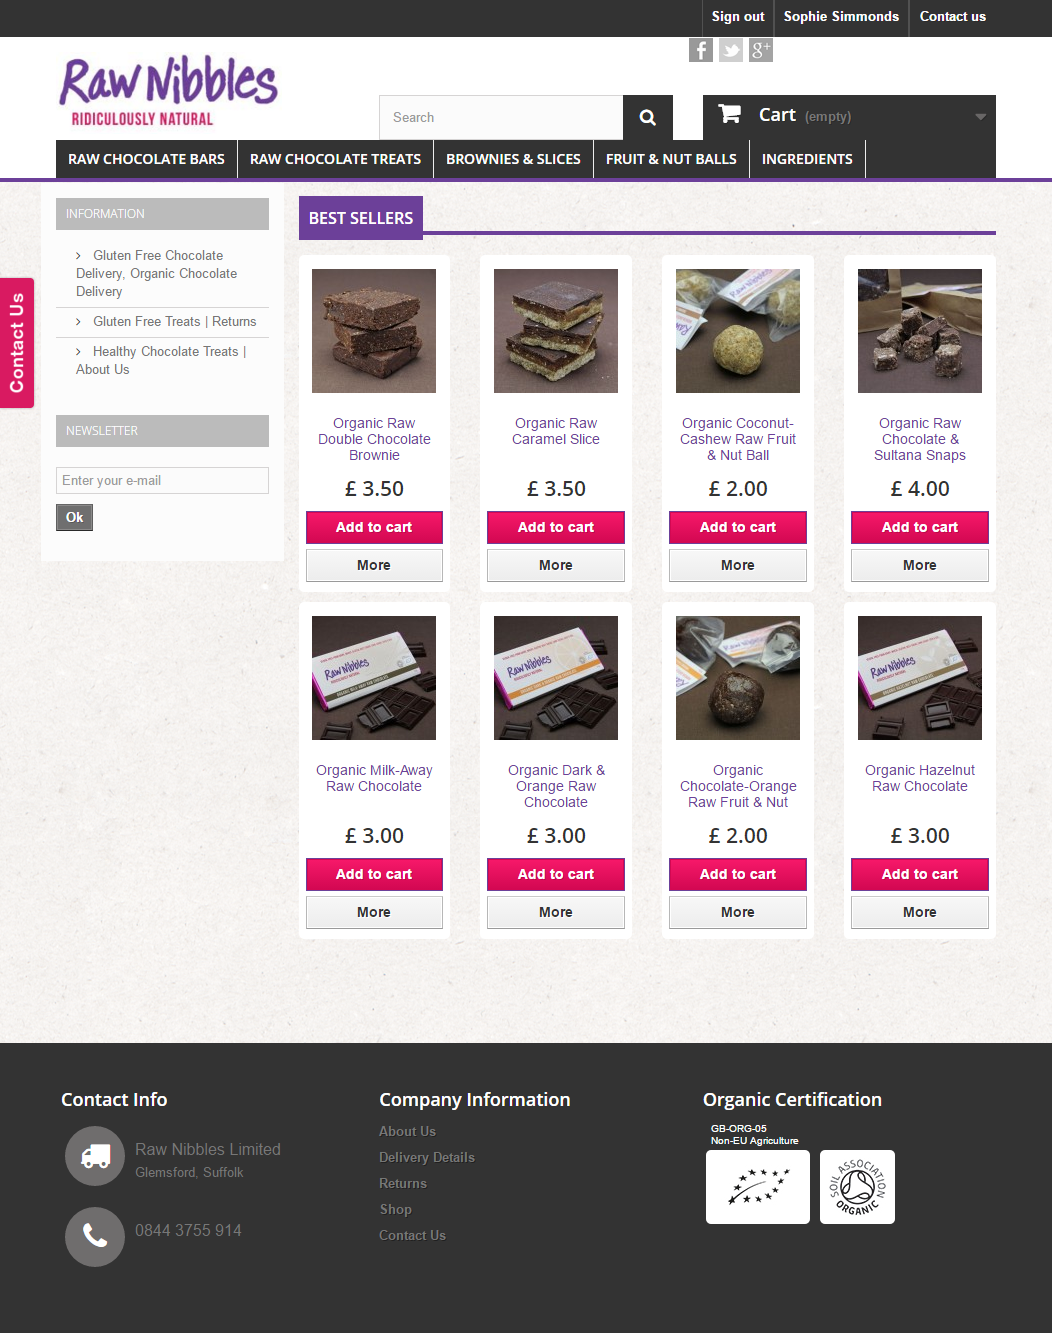 Sign out
Sophie Simmonds
Contact us
Raw Nibbles
RIDICULOUSLY NATURAL
Search
Cart (empty)
RAW CHOCOLATE BARS
RAW CHOCOLATE TREATS
BROWNIES & SLICES
FRUIT & NUT BALLS
INGREDIENTS
Contact Us
INFORMATION
Gluten Free Chocolate
Delivery, Organic Chocolate
Delivery
Gluten Free Treats | Returns
Healthy Chocolate Treats |
About Us
NEWSLETTER
Enter your e-mail
Ok
BEST SELLERS
Organic Raw
Double Chocolate
Brownie
£ 3.50
Add to cart
More
Organic Raw
Caramel Slice
£ 3.50
Add to cart
More
Organic Coconut-
Cashew Raw Fruit
& Nut Ball
£ 2.00
Add to cart
More
Organic Raw
Chocolate &
Sultana Snaps
£ 4.00
Add to cart
More
Raw Nibbles
Organic Milk-Away
Raw Chocolate
£ 3.00
Add to cart
More
Raw Nibbles
Organic Dark &
Orange Raw
Chocolate
£ 3.00
Add to cart
More
Organic
Chocolate-Orange
Raw Fruit & Nut
£ 2.00
Add to cart
More
Raw Nibbles
Organic Hazelnut
Raw Chocolate
£ 3.00
Add to cart
More
Contact Info
Raw Nibbles Limited
Glemsford, Suffolk
0844 3755 914
Company Information
About Us
Delivery Details
Returns
Shop
Contact Us
Organic Certification
GB-ORG-05
Non-EU Agriculture
SOIL ASSOCIATION
ORGANIC